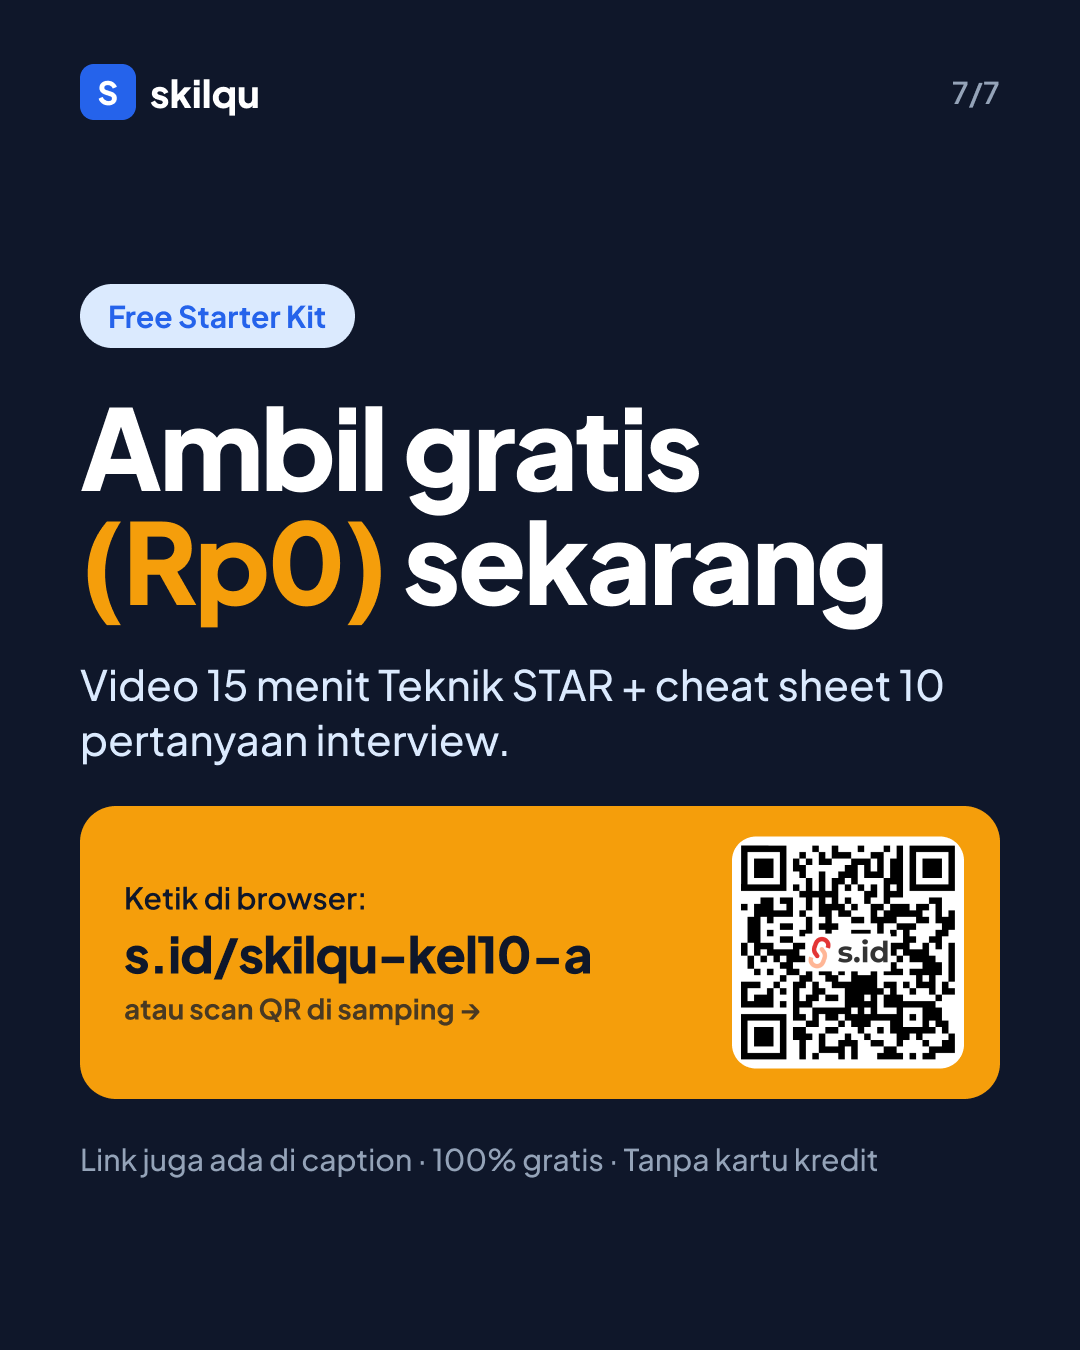 S skilqu
7/7
Free Starter Kit
Ambil gratis
(Rp0) sekarang
Video 15 menit Teknik STAR + cheat sheet 10
pertanyaan interview.
Ketik di browser:
s.id/skilqu-kel10-a
atau scan QR di samping →
s.id
Link juga ada di caption · 100% gratis · Tanpa kartu kredit